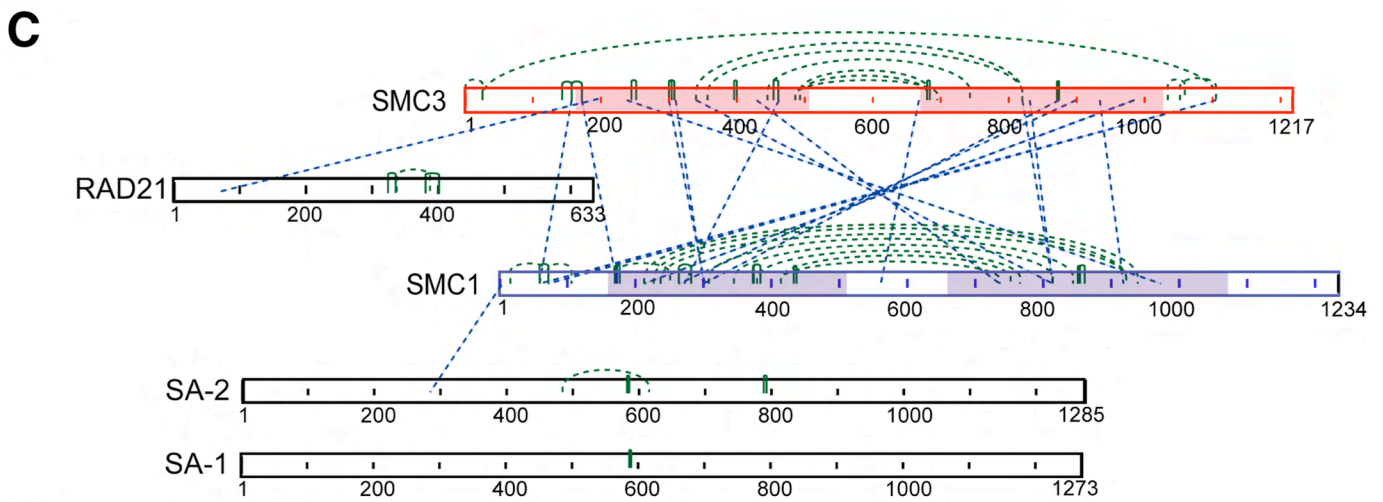 C
SMC3
1 200 400 600 800 1000 1217
RAD21
1 200 400 633
SMC1
1 200 400 600 800 1000 1234
SA-2
1 200 400 600 800 1000 1285
SA-1
1 200 400 600 800 1000 1273